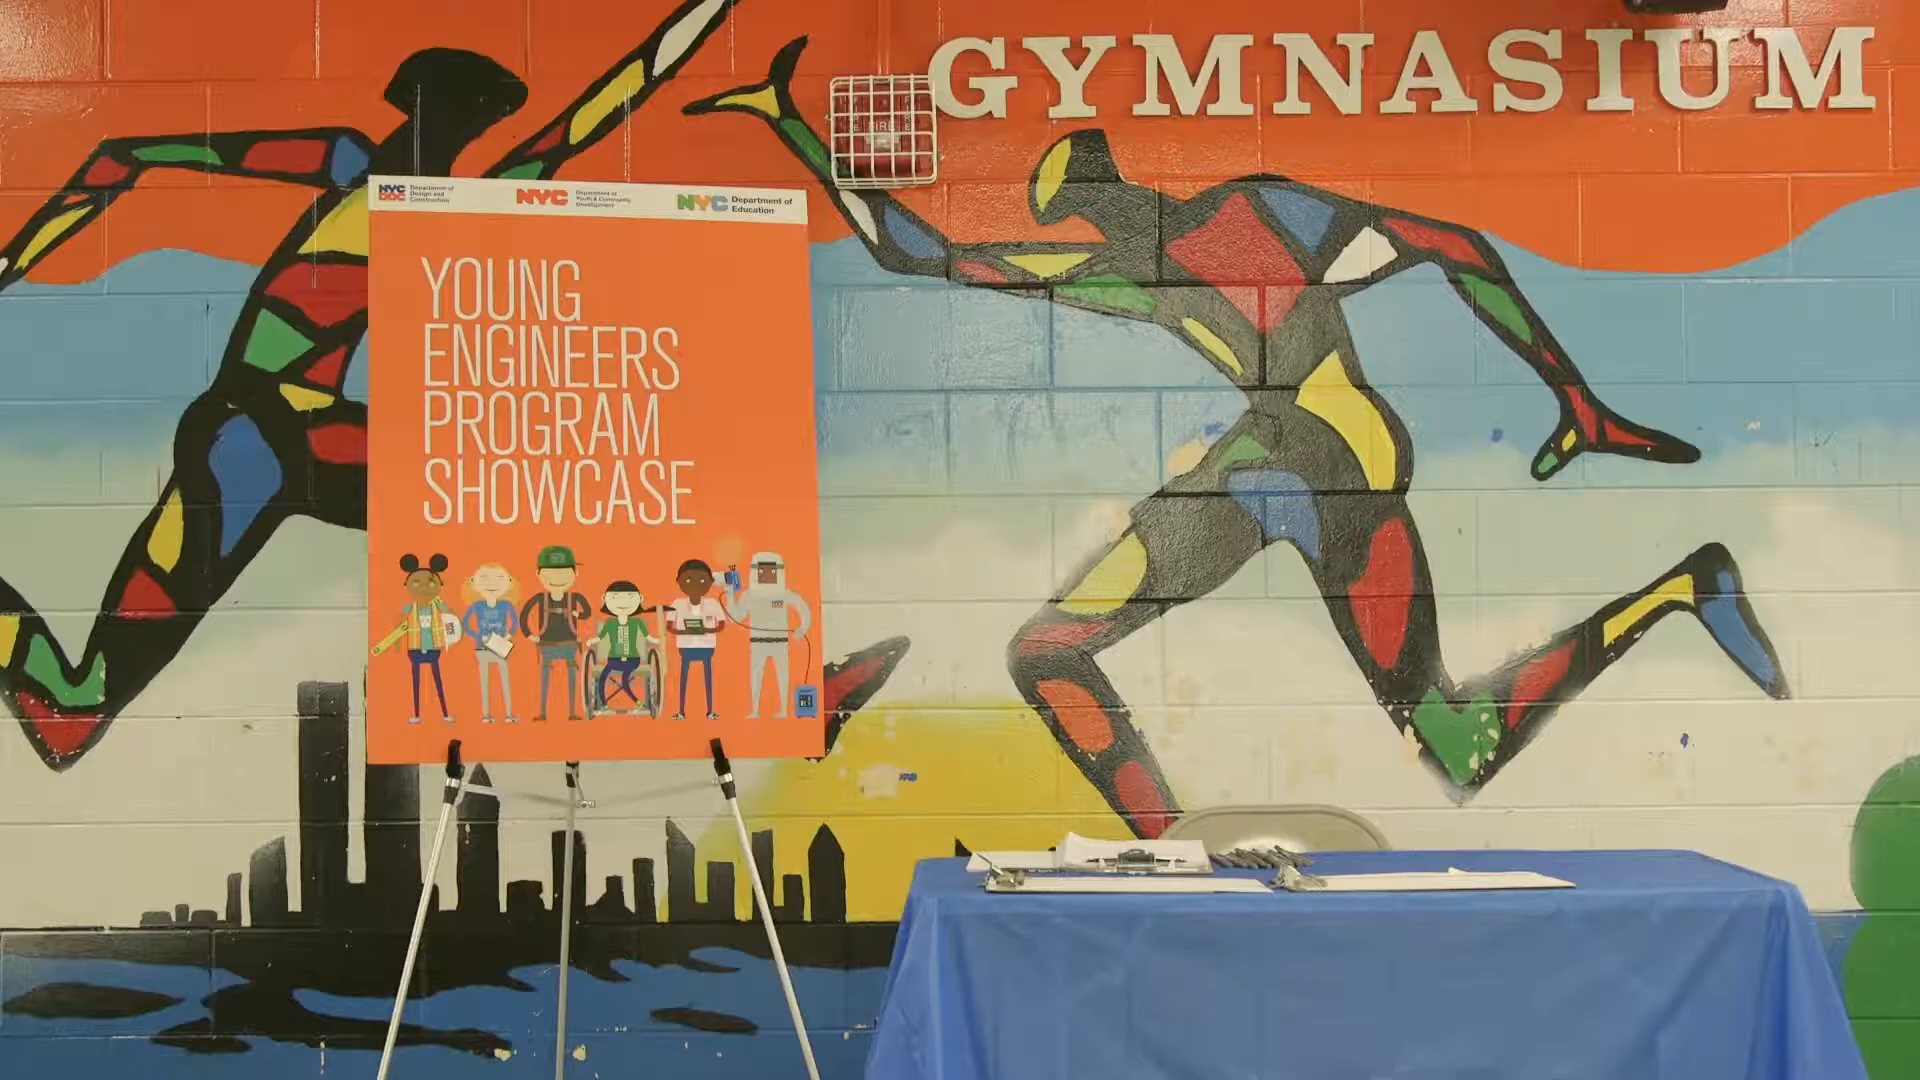 GYMNASIUM
FIRE
NYC
DDC
Department of
Design and
Construction
NYC
Department of
Youth & Community
Development
NYC
Department of
Education
YOUNG
ENGINEERS
PROGRAM
SHOWCASE